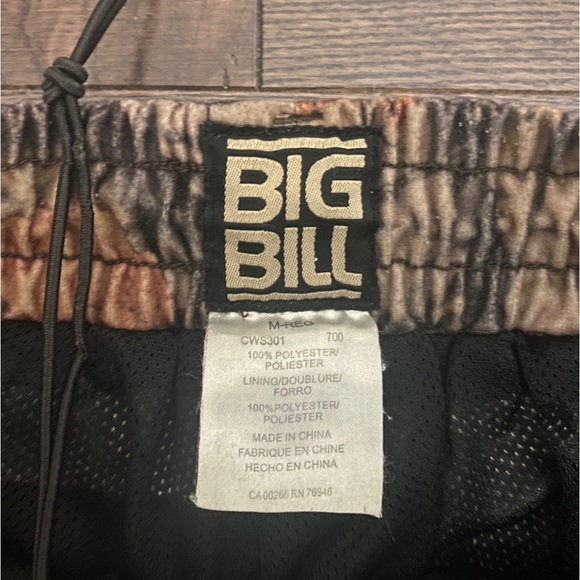 BIG
BILL
M-REG
CWS301 700
100% POLYESTER/
POLIESTER
LINING/DOUBLURE/
FORRO
100%POLYESTER/
POLIESTER
MADE IN CHINA
FABRIQUE EN CHINE
HECHO EN CHINA
CA 00266 RN 76946